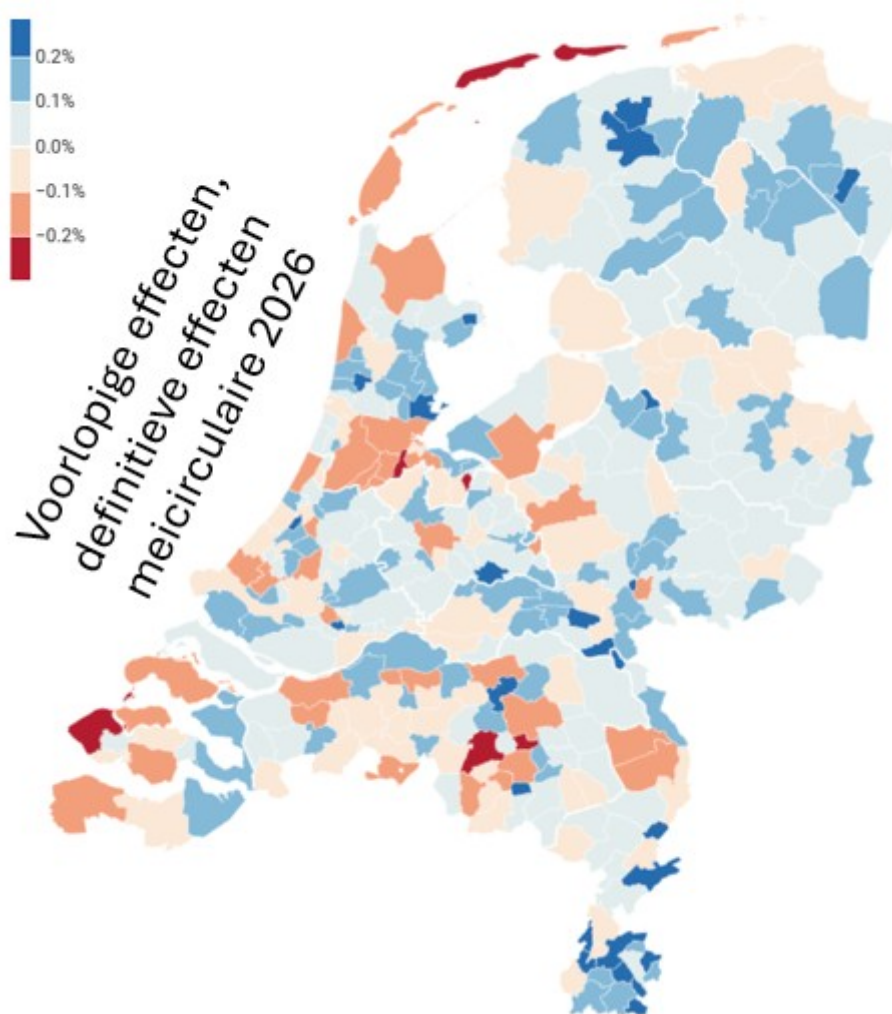 0.2%
0.1%
0.0%
−0.1%
−0.2%
Voorlopige effecten,
definitieve effecten
meicirculaire 2026